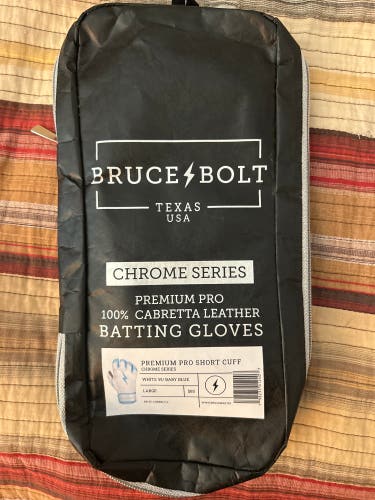 BRUCE BOLT
TEXAS
USA
CHROME SERIES
PREMIUM PRO
100% CABRETTA LEATHER
BATTING GLOVES
PREMIUM PRO SHORT CUFF
CHROME SERIES
WHITE W/ BABY BLUE
LARGE